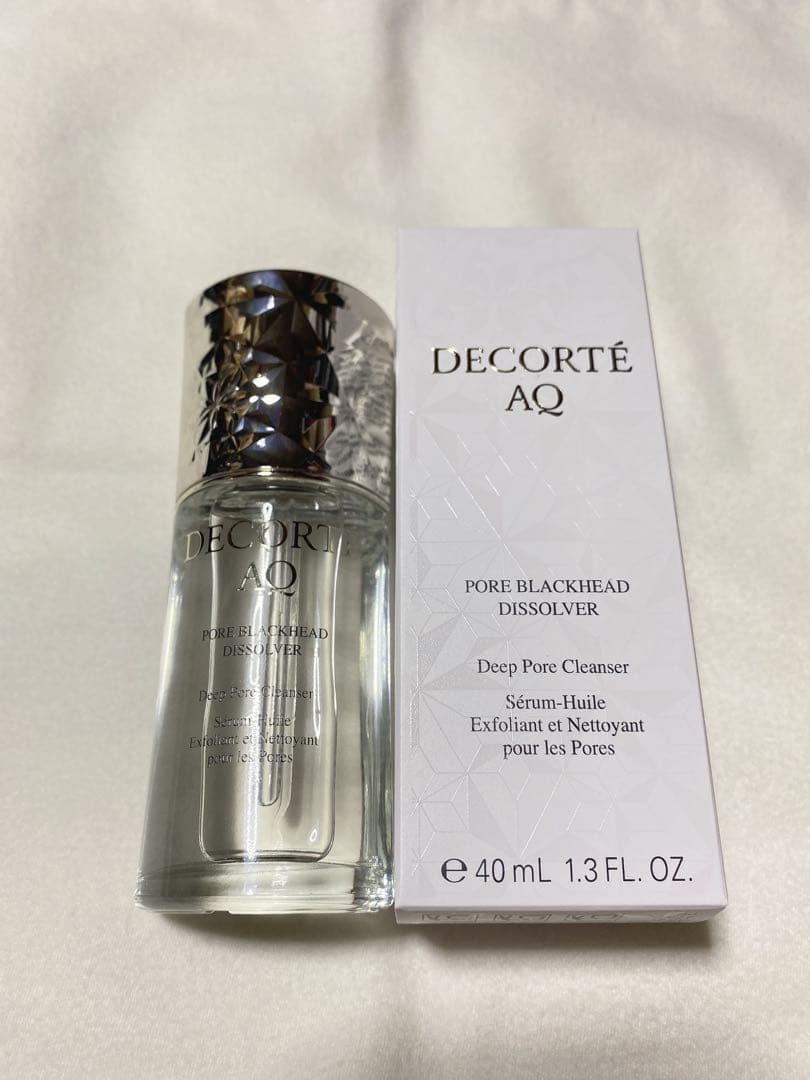 DECORTÉ
AQ
PORE BLACKHEAD
DISSOLVER
Deep Pore Cleanser
Sérum-Huile
Exfoliant et Nettoyant
pour les Pores
DECORTÉ
AQ
PORE BLACKHEAD
DISSOLVER
Deep Pore Cleanser
Sérum-Huile
Exfoliant et Nettoyant
pour les Pores
℮ 40 mL 1.3 FL. OZ.